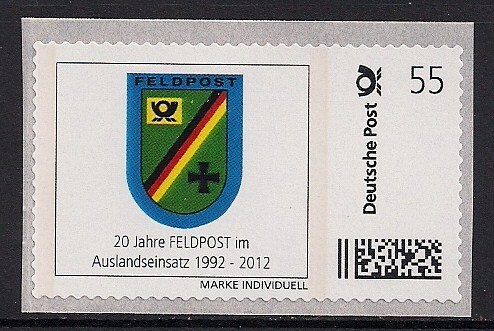 FELDPOST
20 Jahre FELDPOST im
Auslandseinsatz 1992 - 2012
MARKE INDIVIDUELL
Deutsche Post
55